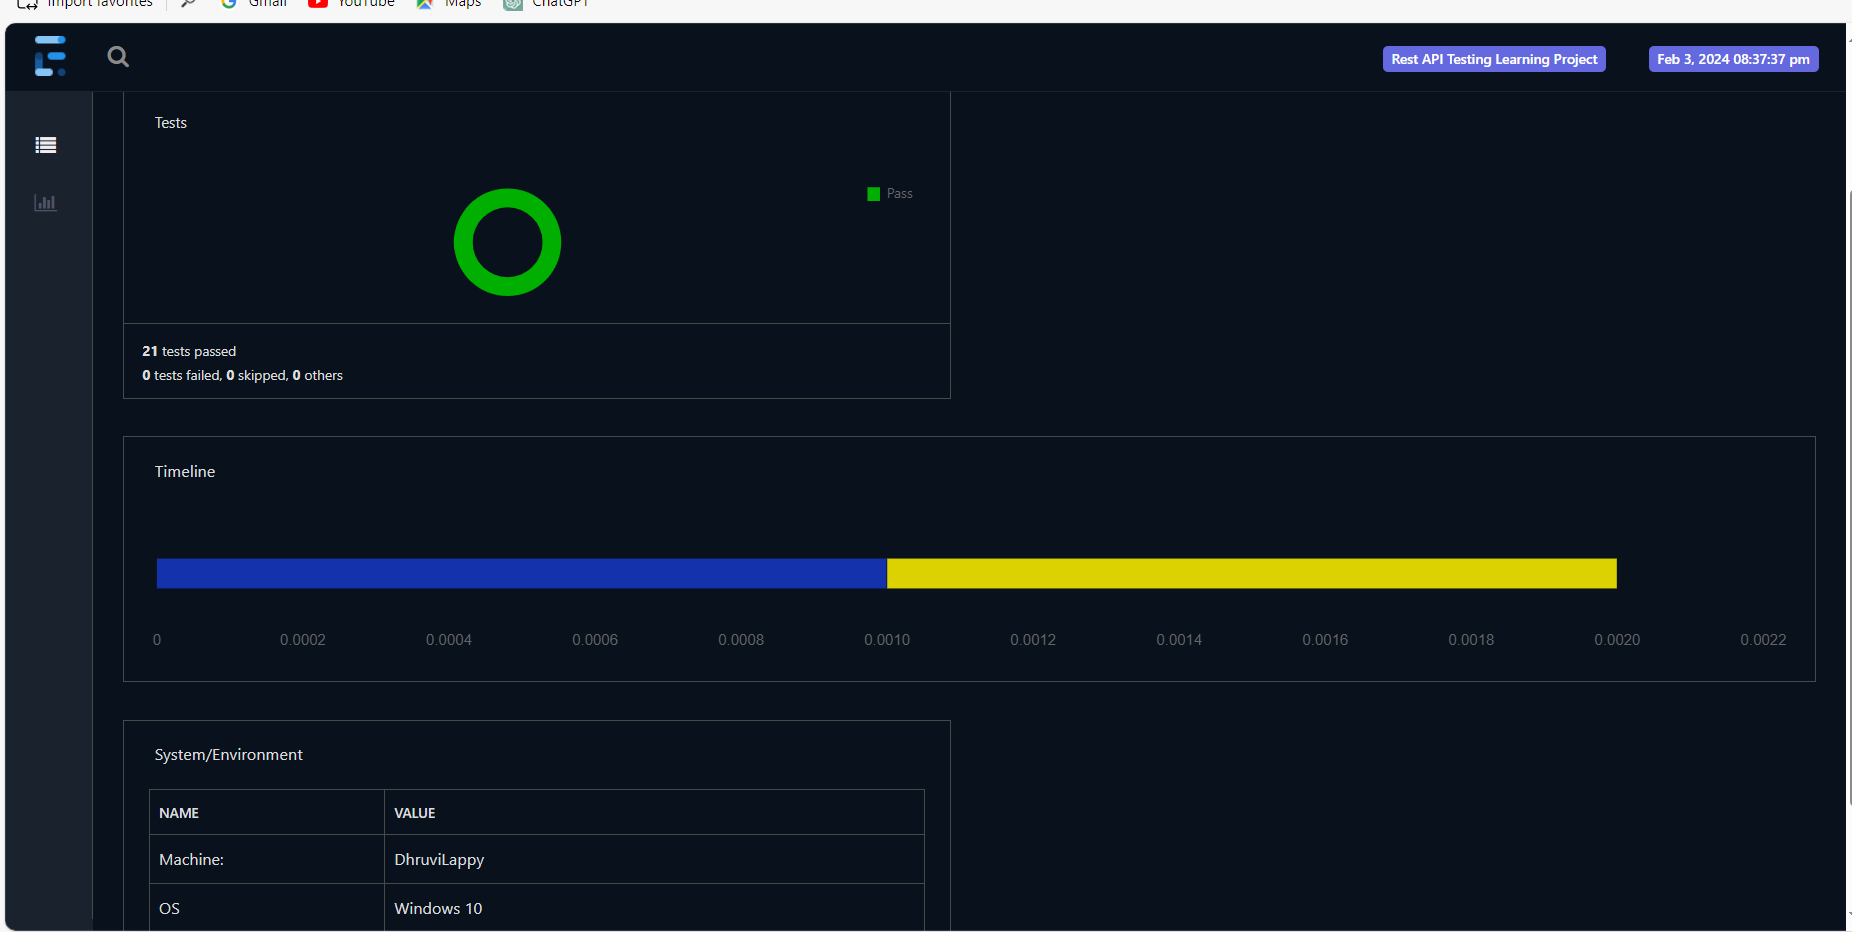 Import favorites Gmail YouTube Maps ChatGPT
Rest API Testing Learning Project Feb 3, 2024 08:37:37 pm
Tests
Pass
21 tests passed
0 tests failed, 0 skipped, 0 others
Timeline
0 0.0002 0.0004 0.0006 0.0008 0.0010 0.0012 0.0014 0.0016 0.0018 0.0020 0.0022
System/Environment
NAME VALUE
Machine: DhruviLappy
OS Windows 10